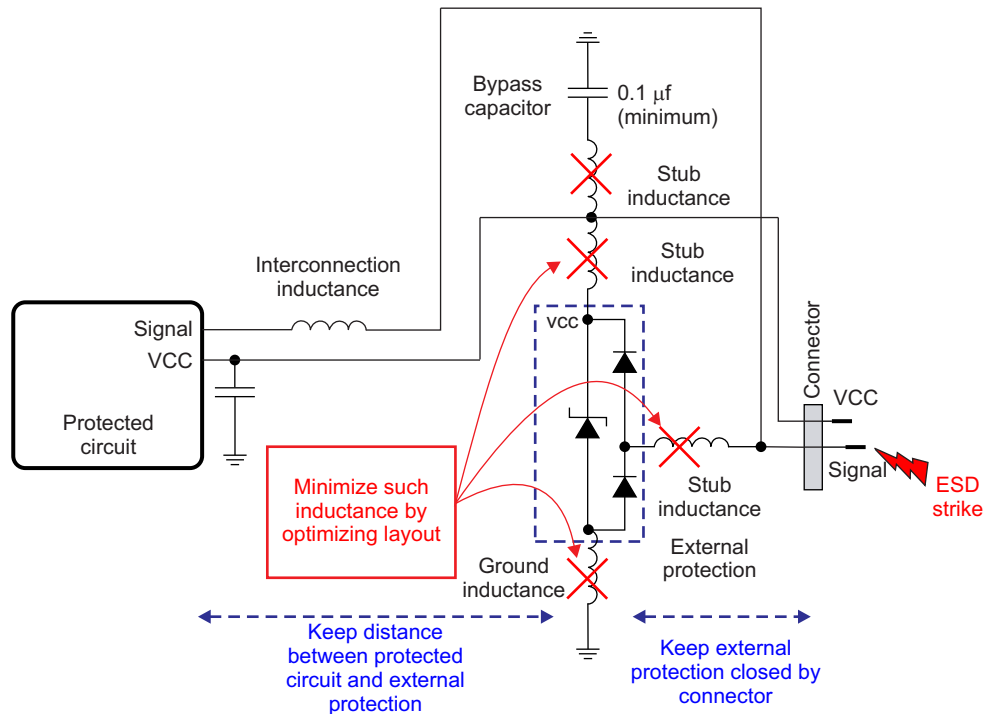 Bypass
capacitor
0.1 μf
(minimum)
Stub
inductance
Stub
inductance
Interconnection
inductance
Signal
VCC
Protected
circuit
vcc
Connector
VCC
Signal
ESD
strike
Minimize such
inductance by
optimizing layout
Stub
inductance
External
protection
Ground
inductance
Keep distance
between protected
circuit and external
protection
Keep external
protection closed by
connector